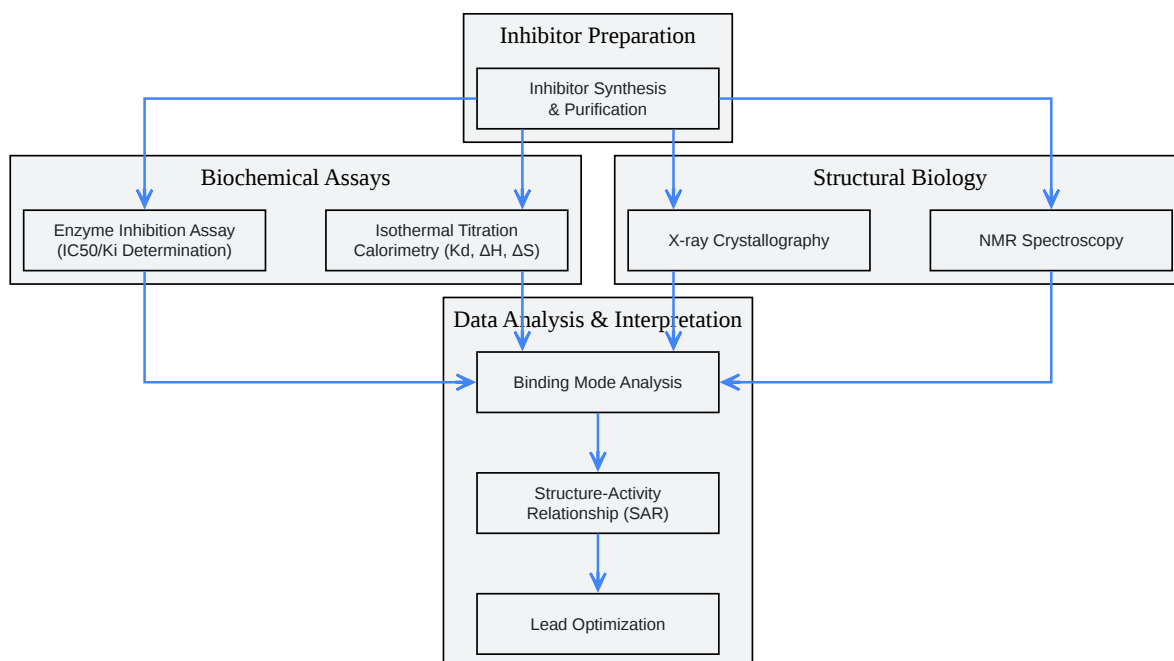 Inhibitor Preparation
Inhibitor Synthesis
& Purification
Biochemical Assays
Enzyme Inhibition Assay
(IC50/Ki Determination)
Isothermal Titration
Calorimetry (Kd, ΔH, ΔS)
Structural Biology
X-ray Crystallography
NMR Spectroscopy
Data Analysis & Interpretation
Binding Mode Analysis
Structure-Activity
Relationship (SAR)
Lead Optimization